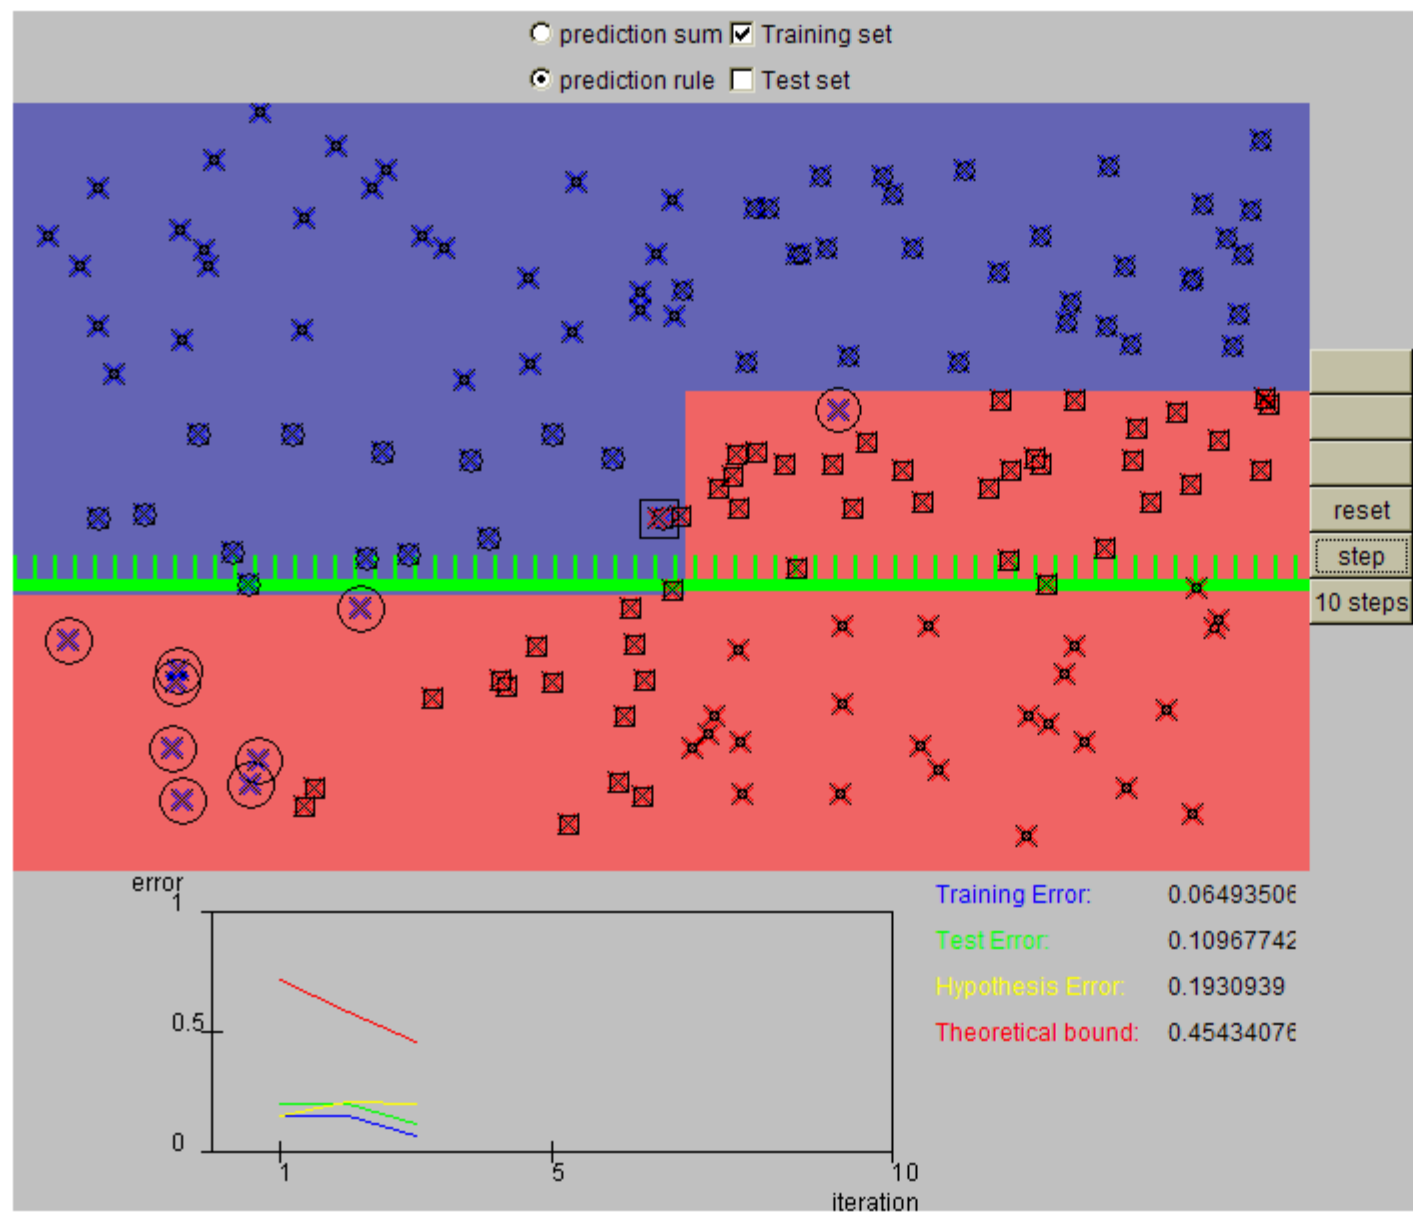 prediction sum Training set
prediction rule Test set
reset
step
10 steps
error
1
0.5
0
1
5
10
iteration
Training Error: 0.06493506
Test Error: 0.10967742
Hypothesis Error: 0.1930939
Theoretical bound: 0.45434076